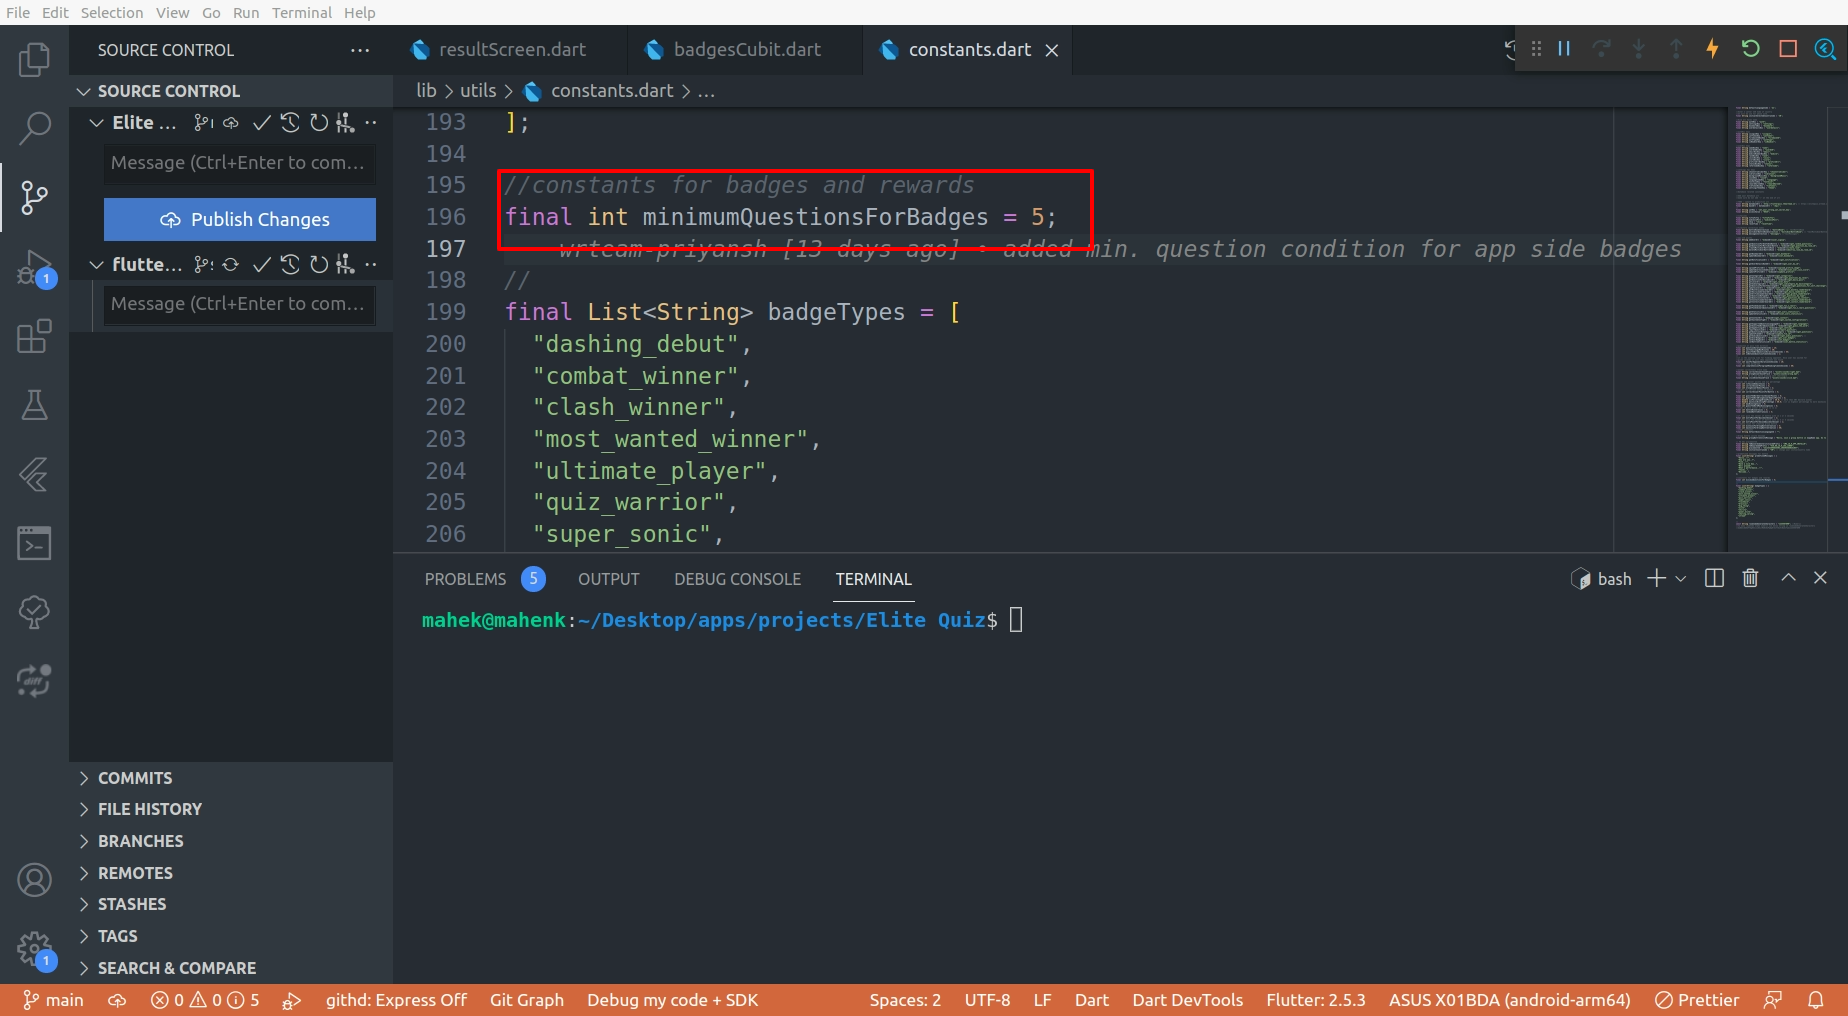 File Edit Selection View Go Run Terminal Help
SOURCE CONTROL ...
resultScreen.dart
badgesCubit.dart
constants.dart
SOURCE CONTROL
lib > utils > constants.dart > ...
Elite ...
Message (Ctrl+Enter to com...
Publish Changes
flutte...
Message (Ctrl+Enter to com...
1
193 ];
194
195 //constants for badges and rewards
196 final int minimumQuestionsForBadges = 5;
197 wrteam-priyansh [13 days ago] • added min. question condition for app side badges
198 //
199 final List<String> badgeTypes = [
200 "dashing_debut",
201 "combat_winner",
202 "clash_winner",
203 "most_wanted_winner",
204 "ultimate_player",
205 "quiz_warrior",
206 "super_sonic",
PROBLEMS 5 OUTPUT DEBUG CONSOLE TERMINAL
bash
mahek@mahenk:~/Desktop/apps/projects/Elite Quiz$
diff
COMMITS
FILE HISTORY
BRANCHES
REMOTES
STASHES
TAGS
SEARCH & COMPARE
1
main
0 0 5
githd: Express Off
Git Graph
Debug my code + SDK
Spaces: 2
UTF-8
LF
Dart
Dart DevTools
Flutter: 2.5.3
ASUS X01BDA (android-arm64)
Prettier